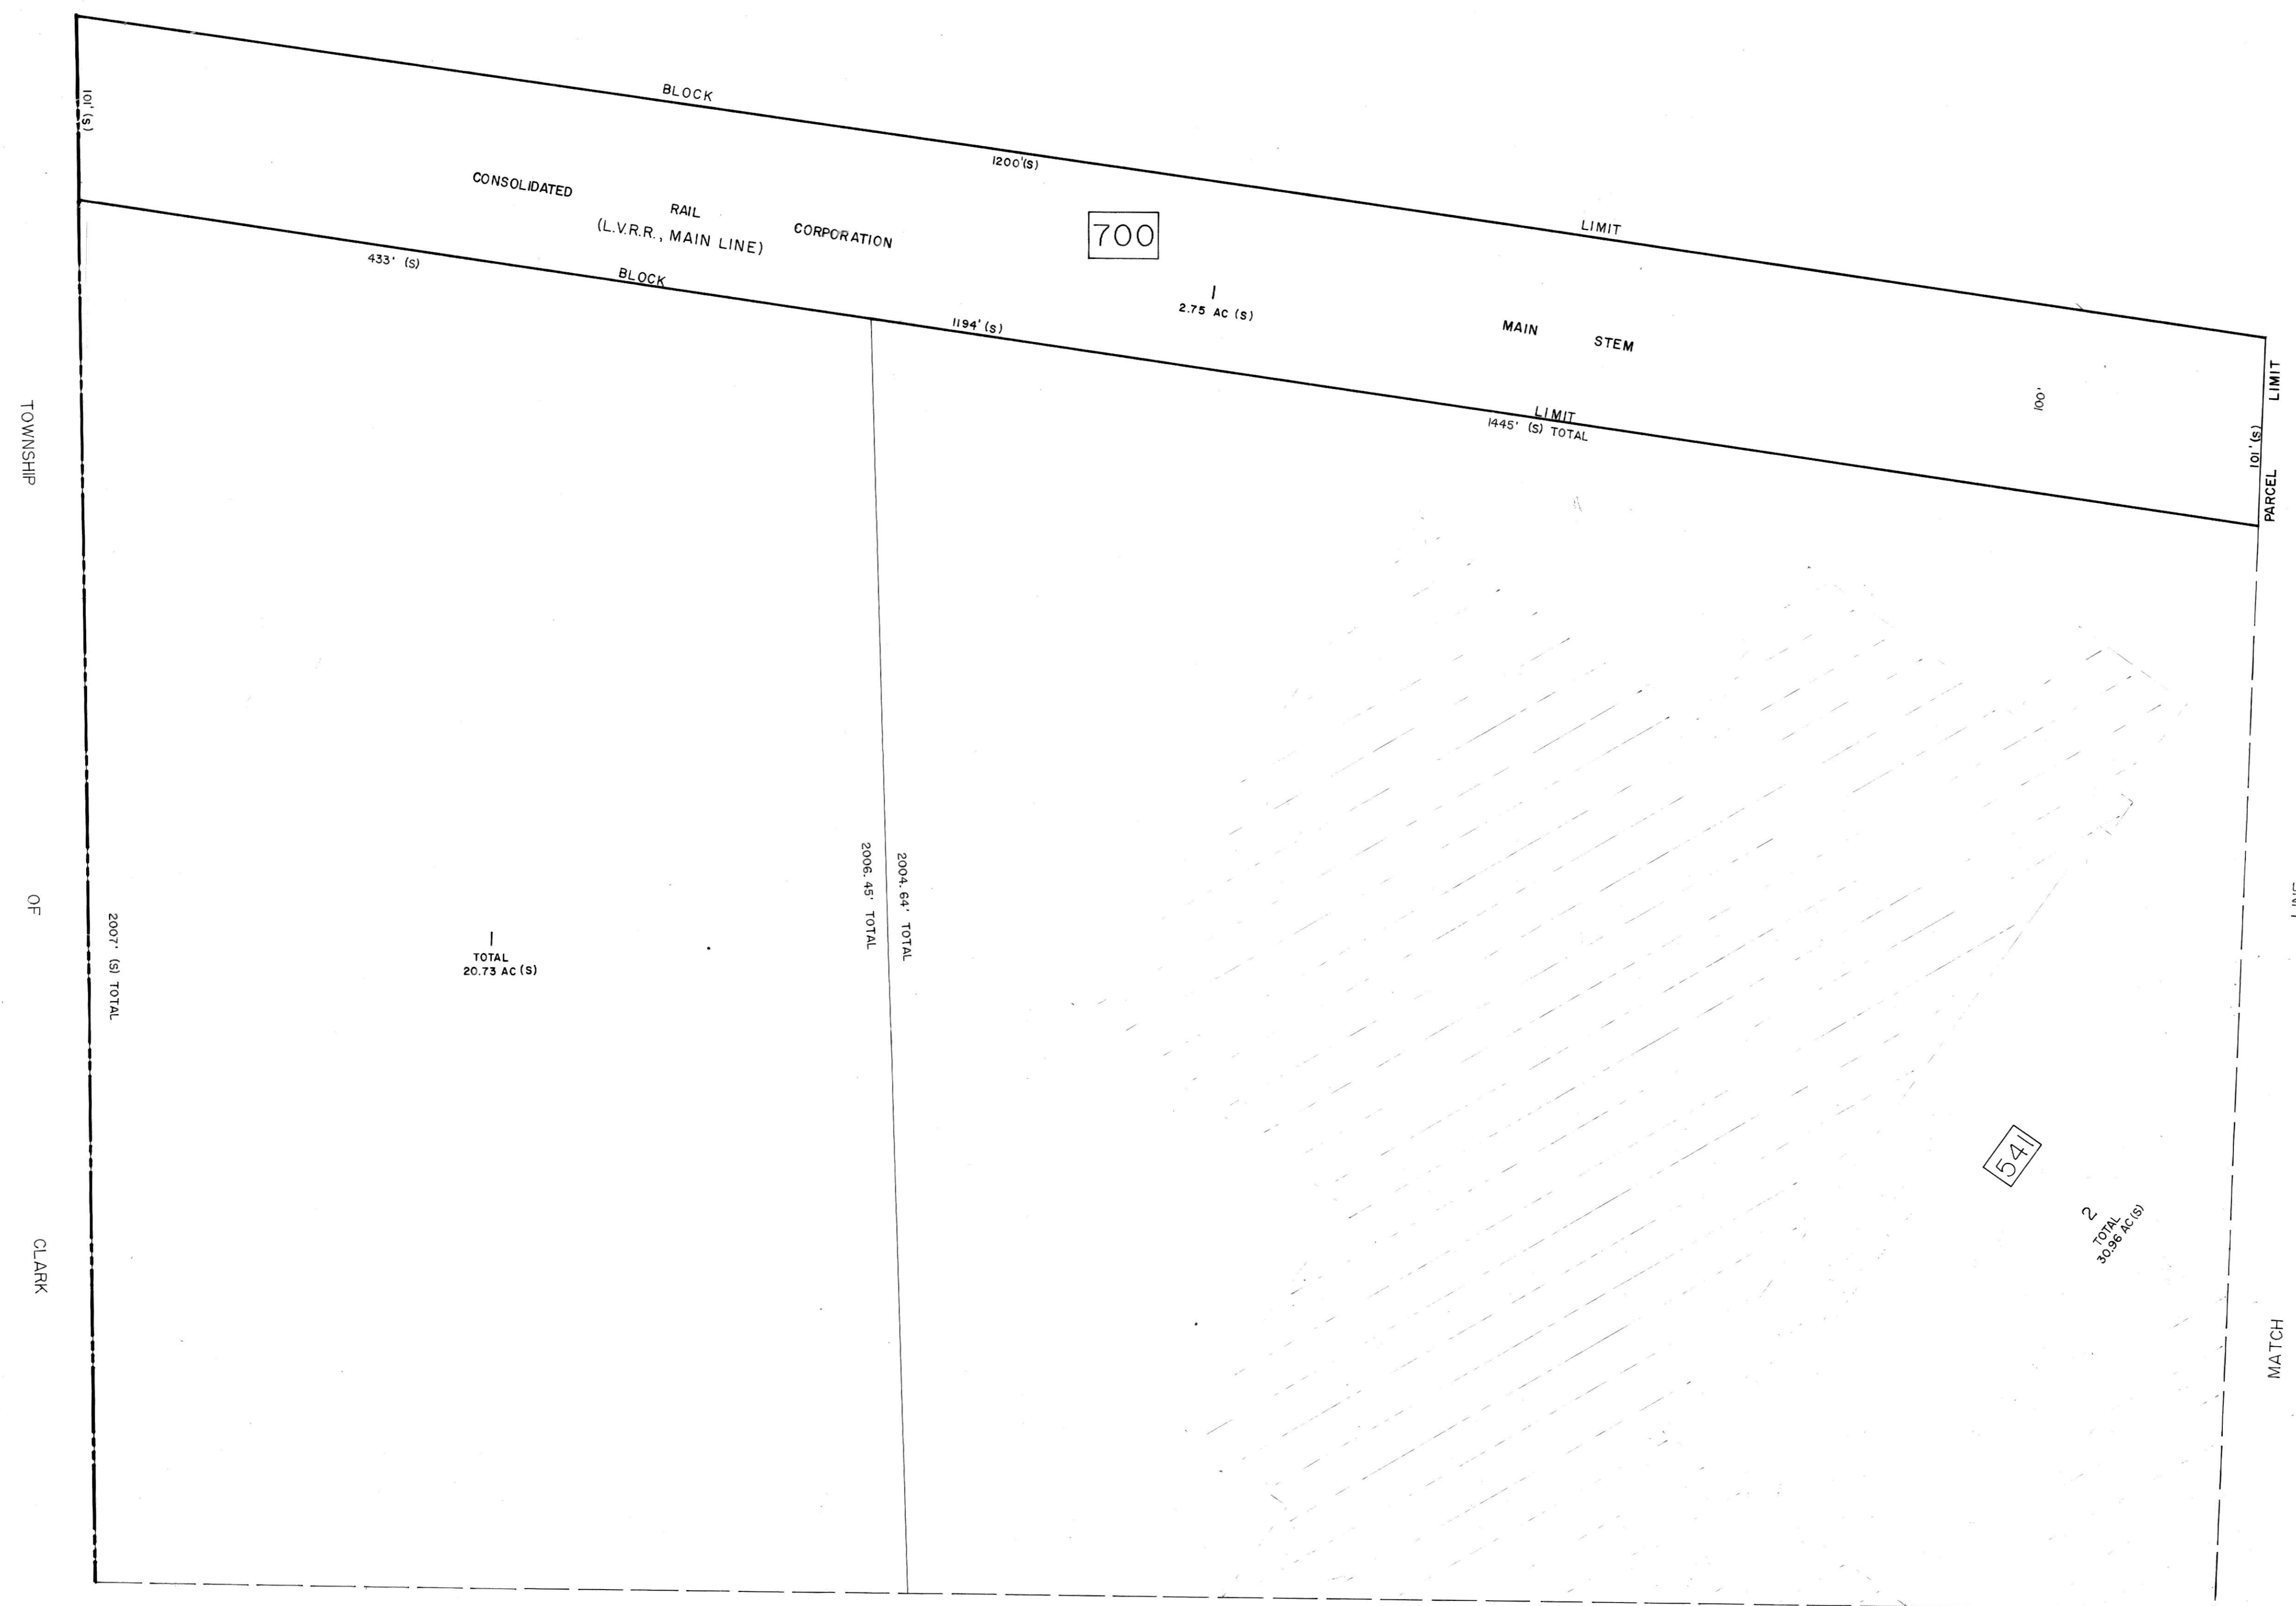 BLOCK
101' (S)
1200'(S)
CONSOLIDATED
RAIL
(L.V.R.R., MAIN LINE)
CORPORATION
700
LIMIT
433' (S)
BLOCK
1
2.75 AC (S)
1194' (S)
MAIN
STEM
LIMIT
1445' (S) TOTAL
100'
LIMIT
101' (S)
PARCEL
TOWNSHIP
OF
CLARK
2007' (S) TOTAL
1
TOTAL
20.73 AC (S)
2006.45' TOTAL
2004.64' TOTAL
541
2
TOTAL
30.96 AC (S)
MATCH